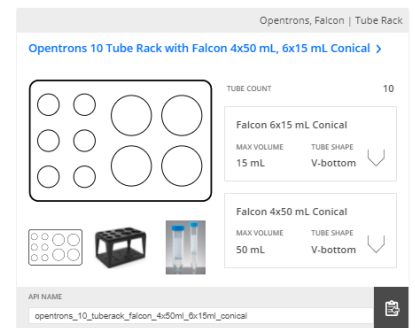 Opentrons, Falcon | Tube Rack
Opentrons 10 Tube Rack with Falcon 4x50 mL, 6x15 mL Conical >
TUBE COUNT 10
Falcon 6x15 mL Conical
MAX VOLUME TUBE SHAPE
15 mL V-bottom
Falcon 4x50 mL Conical
MAX VOLUME TUBE SHAPE
50 mL V-bottom
API NAME
opentrons_10_tuberack_falcon_4x50ml_6x15ml_conical